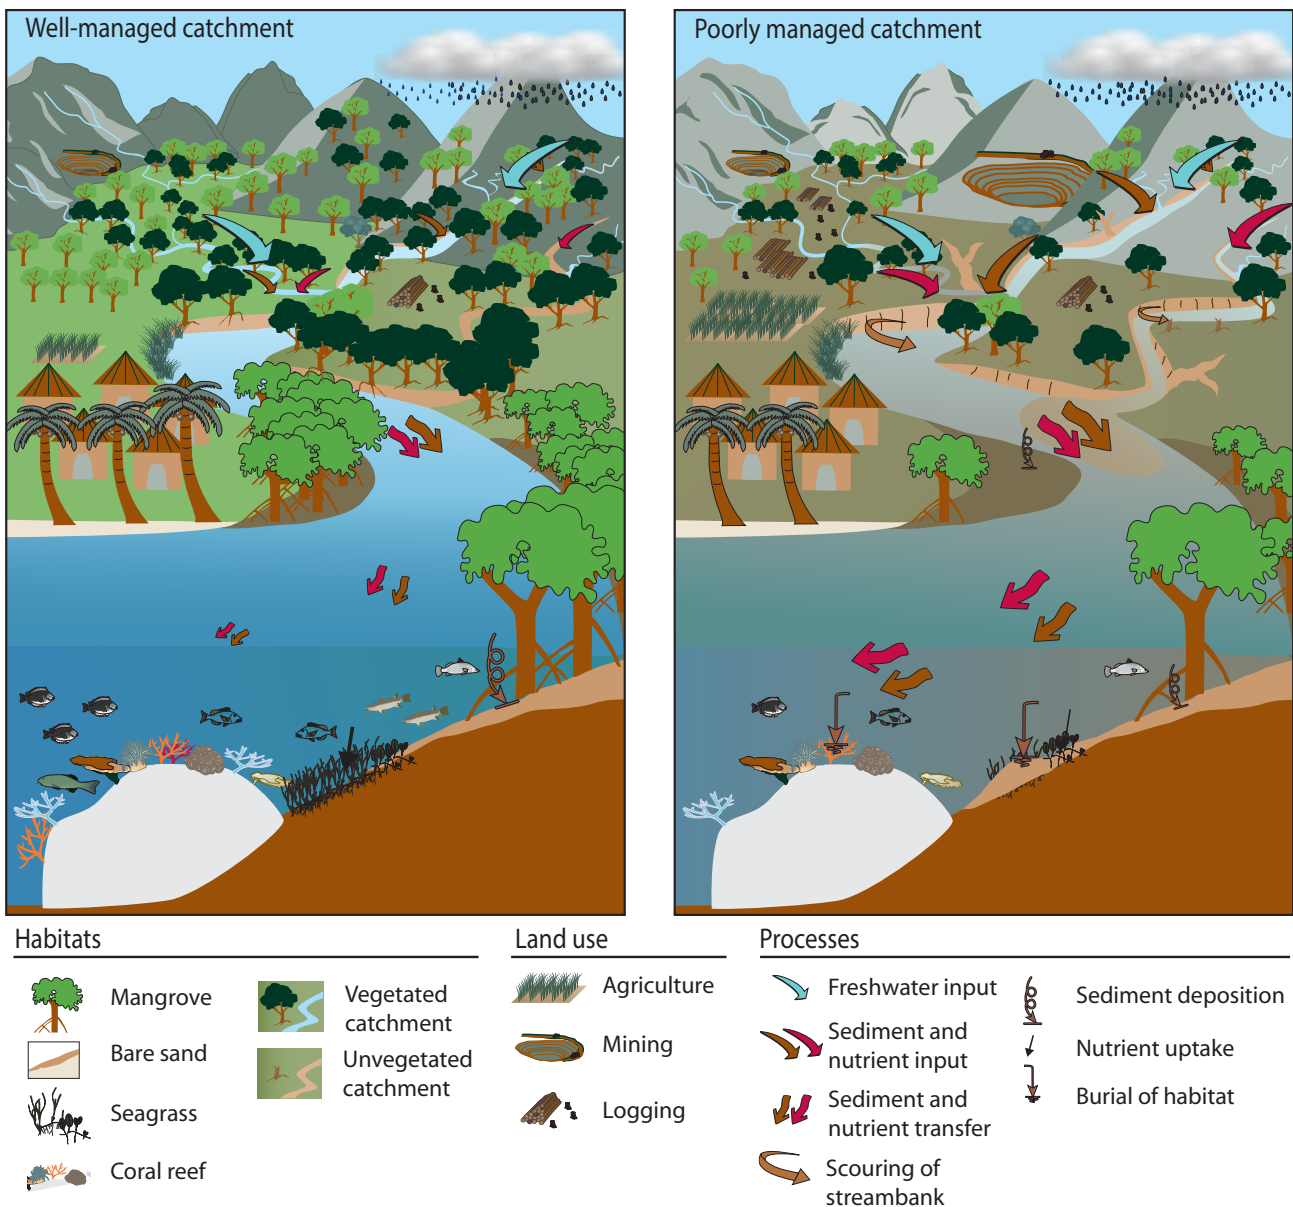 Well-managed catchment
Poorly managed catchment
Habitats
Mangrove
Bare sand
Seagrass
Coral reef
Vegetated
catchment
Unvegetated
catchment
Land use
Agriculture
Mining
Logging
Processes
Freshwater input
Sediment and
nutrient input
Sediment and
nutrient transfer
Scouring of
streambank
Sediment deposition
Nutrient uptake
Burial of habitat